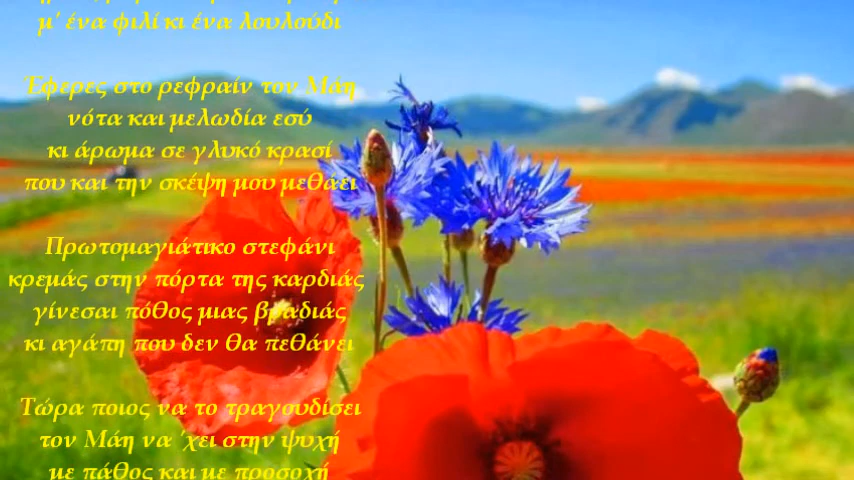 μ' ένα φιλί κι ένα λουλούδι
Έφερες στο ρεφραίν τον Μάη
νότα και μελωδία εσύ
κι άρωμα σε γλυκό κρασί
που και την σκέψη μου μεθάει
Πρωτομαγιάτικο στεφάνι
κρεμάς στην πόρτα της καρδιάς
γίνεσαι πόθος μιας βραδιάς
κι αγάπη που δεν θα πεθάνει
Τώρα ποιος να το τραγουδίσει
τον Μάη να 'χει στην ψυχή
με πάθος και με προσοχή